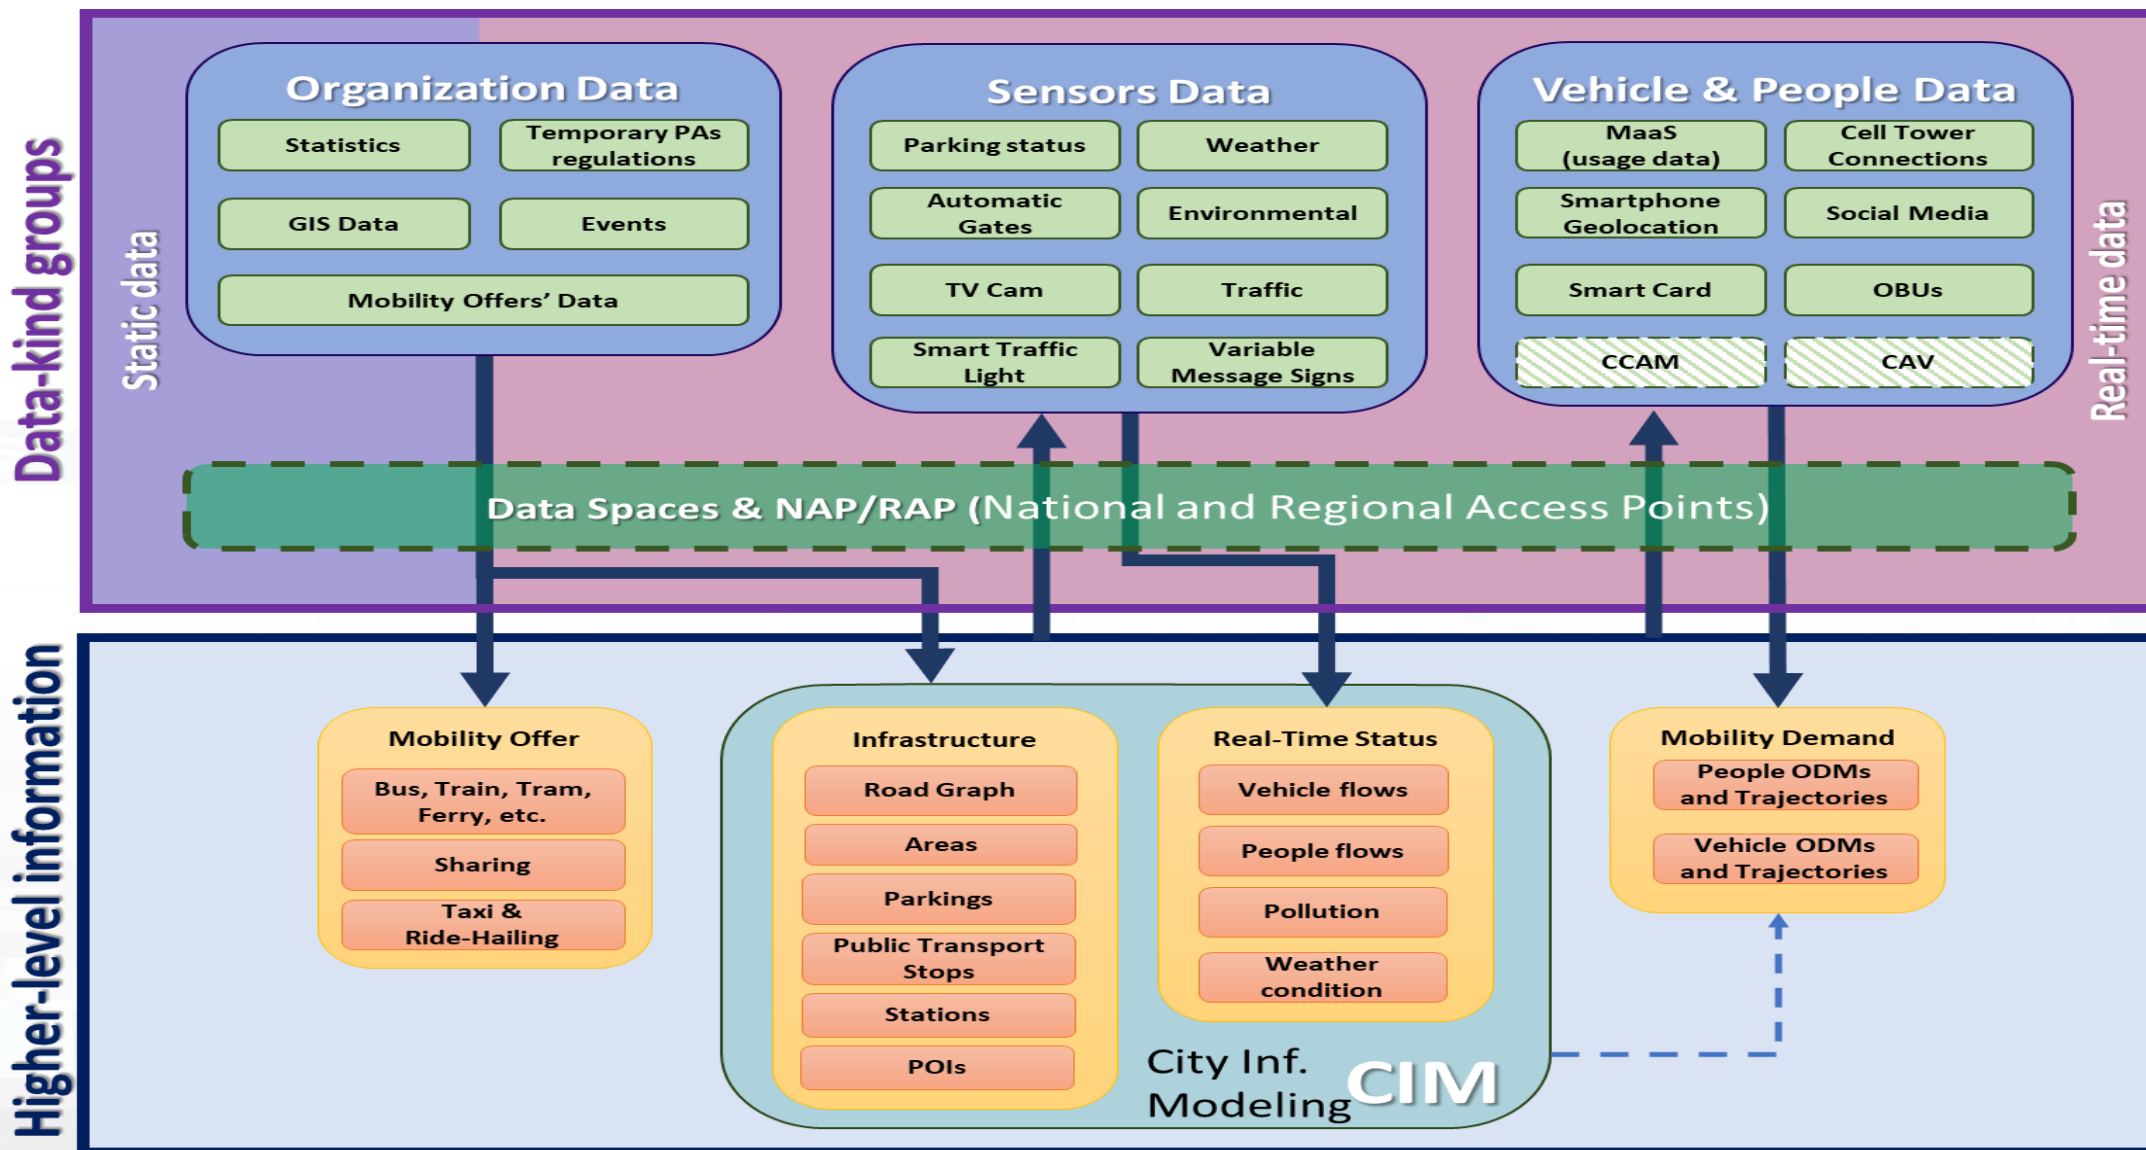 Data-kind groups
Static data
Organization Data
Statistics
Temporary PAs
regulations
GIS Data
Events
Mobility Offers’ Data
Sensors Data
Parking status
Weather
Automatic
Gates
Environmental
TV Cam
Traffic
Smart Traffic
Light
Variable
Message Signs
Vehicle & People Data
MaaS
(usage data)
Cell Tower
Connections
Smartphone
Geolocation
Social Media
Smart Card
OBUs
CCAM
CAV
Real-time data
Data Spaces & NAP/RAP (National and Regional Access Points)
Higher-level information
Mobility Offer
Bus, Train, Tram,
Ferry, etc.
Sharing
Taxi &
Ride-Hailing
Infrastructure
Road Graph
Areas
Parkings
Public Transport
Stops
Stations
POIs
Real-Time Status
Vehicle flows
People flows
Pollution
Weather
condition
City Inf.
Modeling
CIM
Mobility Demand
People ODMs
and Trajectories
Vehicle ODMs
and Trajectories